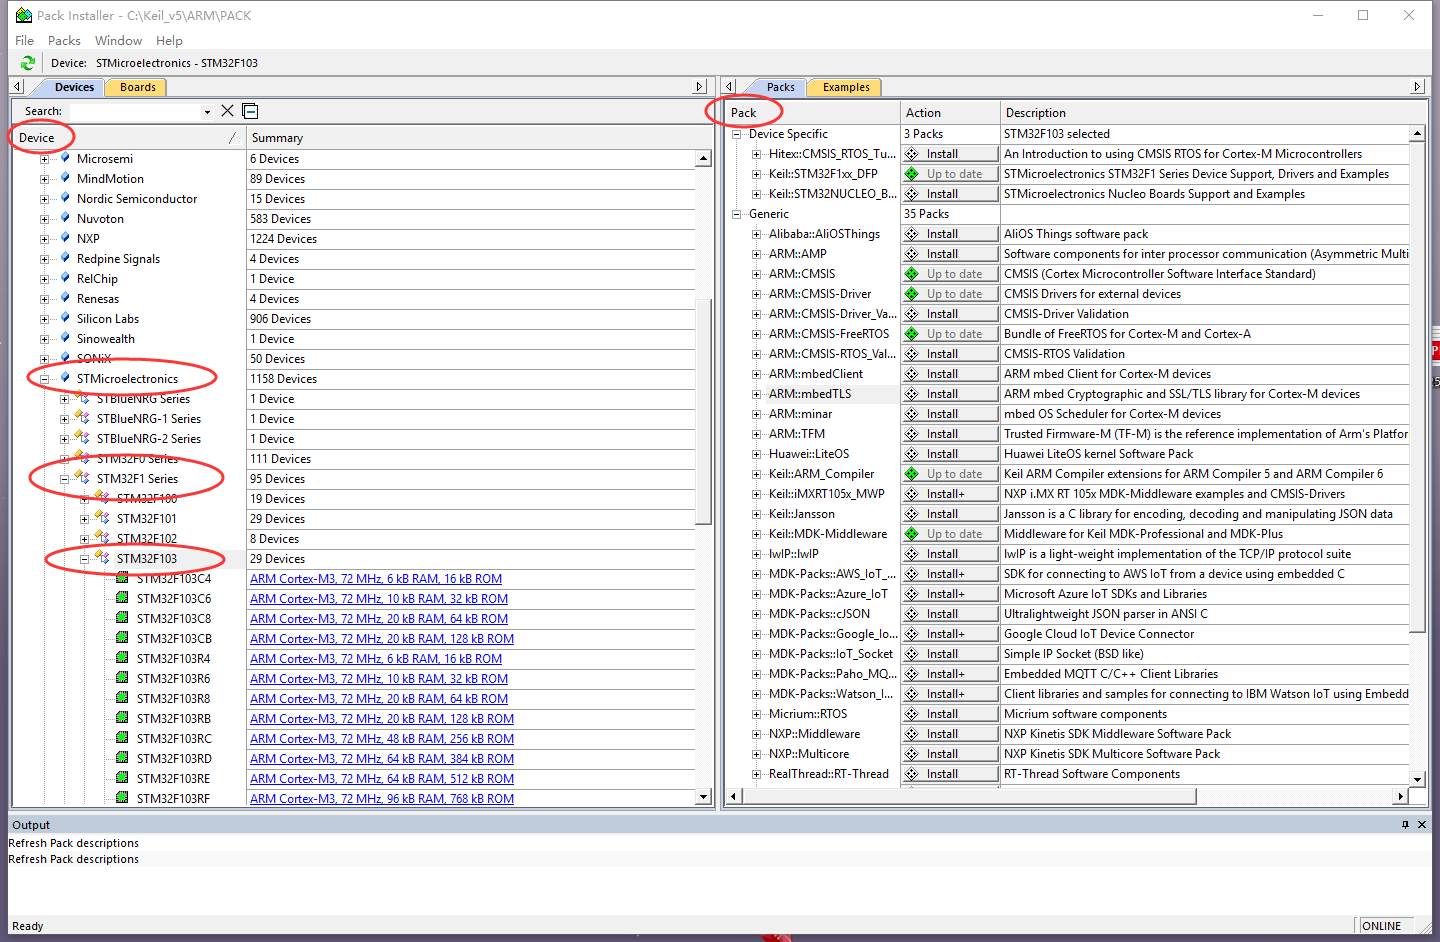 Pack Installer - C:\Keil_v5\ARM\PACK
File Packs Window Help
Device: STMicroelectronics - STM32F103
Devices Boards
Search:
Device Summary
Microsemi 6 Devices
MindMotion 89 Devices
Nordic Semiconductor 15 Devices
Nuvoton 583 Devices
NXP 1224 Devices
Redpine Signals 4 Devices
RelChip 1 Device
Renesas 4 Devices
Silicon Labs 906 Devices
Sinowealth 1 Device
SONiX 50 Devices
STMicroelectronics 1158 Devices
STBlueNRG Series 1 Device
STBlueNRG-1 Series 1 Device
STBlueNRG-2 Series 1 Device
STM32F0 Series 111 Devices
STM32F1 Series 95 Devices
STM32F100 19 Devices
STM32F101 29 Devices
STM32F102 8 Devices
STM32F103 29 Devices
STM32F103C4 ARM Cortex-M3, 72 MHz, 6 kB RAM, 16 kB ROM
STM32F103C6 ARM Cortex-M3, 72 MHz, 10 kB RAM, 32 kB ROM
STM32F103C8 ARM Cortex-M3, 72 MHz, 20 kB RAM, 64 kB ROM
STM32F103CB ARM Cortex-M3, 72 MHz, 20 kB RAM, 128 kB ROM
STM32F103R4 ARM Cortex-M3, 72 MHz, 6 kB RAM, 16 kB ROM
STM32F103R6 ARM Cortex-M3, 72 MHz, 10 kB RAM, 32 kB ROM
STM32F103R8 ARM Cortex-M3, 72 MHz, 20 kB RAM, 64 kB ROM
STM32F103RB ARM Cortex-M3, 72 MHz, 20 kB RAM, 128 kB ROM
STM32F103RC ARM Cortex-M3, 72 MHz, 48 kB RAM, 256 kB ROM
STM32F103RD ARM Cortex-M3, 72 MHz, 64 kB RAM, 384 kB ROM
STM32F103RE ARM Cortex-M3, 72 MHz, 64 kB RAM, 512 kB ROM
STM32F103RF ARM Cortex-M3, 72 MHz, 96 kB RAM, 768 kB ROM
Packs Examples
Pack Action Description
Device Specific 3 Packs STM32F103 selected
Hitex::CMSIS_RTOS_Tu... Install An Introduction to using CMSIS RTOS for Cortex-M Microcontrollers
Keil::STM32F1xx_DFP Up to date STMicroelectronics STM32F1 Series Device Support, Drivers and Examples
Keil::STM32NUCLEO_B... Install STMicroelectronics Nucleo Boards Support and Examples
Generic 35 Packs
Alibaba::AliOSThings Install AliOS Things software pack
ARM::AMP Install Software components for inter processor communication (Asymmetric Multi
ARM::CMSIS Up to date CMSIS (Cortex Microcontroller Software Interface Standard)
ARM::CMSIS-Driver Up to date CMSIS Drivers for external devices
ARM::CMSIS-Driver_Va... Install CMSIS-Driver Validation
ARM::CMSIS-FreeRTOS Up to date Bundle of FreeRTOS for Cortex-M and Cortex-A
ARM::CMSIS-RTOS_Val... Install CMSIS-RTOS Validation
ARM::mbedClient Install ARM mbed Client for Cortex-M devices
ARM::mbedTLS Install ARM mbed Cryptographic and SSL/TLS library for Cortex-M devices
ARM::minar Install mbed OS Scheduler for Cortex-M devices
ARM::TFM Install Trusted Firmware-M (TF-M) is the reference implementation of Arm's Platfor
Huawei::LiteOS Install Huawei LiteOS kernel Software Pack
Keil::ARM_Compiler Up to date Keil ARM Compiler extensions for ARM Compiler 5 and ARM Compiler 6
Keil::iMXRT105x_MWP Install+ NXP i.MX RT 105x MDK-Middleware examples and CMSIS-Drivers
Keil::Jansson Install Jansson is a C library for encoding, decoding and manipulating JSON data
Keil::MDK-Middleware Up to date Middleware for Keil MDK-Professional and MDK-Plus
lwIP::lwIP Install lwIP is a light-weight implementation of the TCP/IP protocol suite
MDK-Packs::AWS_IoT_... Install+ SDK for connecting to AWS IoT from a device using embedded C
MDK-Packs::Azure_IoT Install+ Microsoft Azure IoT SDKs and Libraries
MDK-Packs::cJSON Install Ultralightweight JSON parser in ANSI C
MDK-Packs::Google_Io... Install+ Google Cloud IoT Device Connector
MDK-Packs::IoT_Socket Install Simple IP Socket (BSD like)
MDK-Packs::Paho_MQ... Install+ Embedded MQTT C/C++ Client Libraries
MDK-Packs::Watson_I... Install+ Client libraries and samples for connecting to IBM Watson IoT using Embedd
Micrium::RTOS Install Micrium software components
NXP::Middleware Install NXP Kinetis SDK Middleware Software Pack
NXP::Multicore Install NXP Kinetis SDK Multicore Software Pack
RealThread::RT-Thread Install RT-Thread Software Components
Output
Refresh Pack descriptions
Refresh Pack descriptions
Ready ONLINE